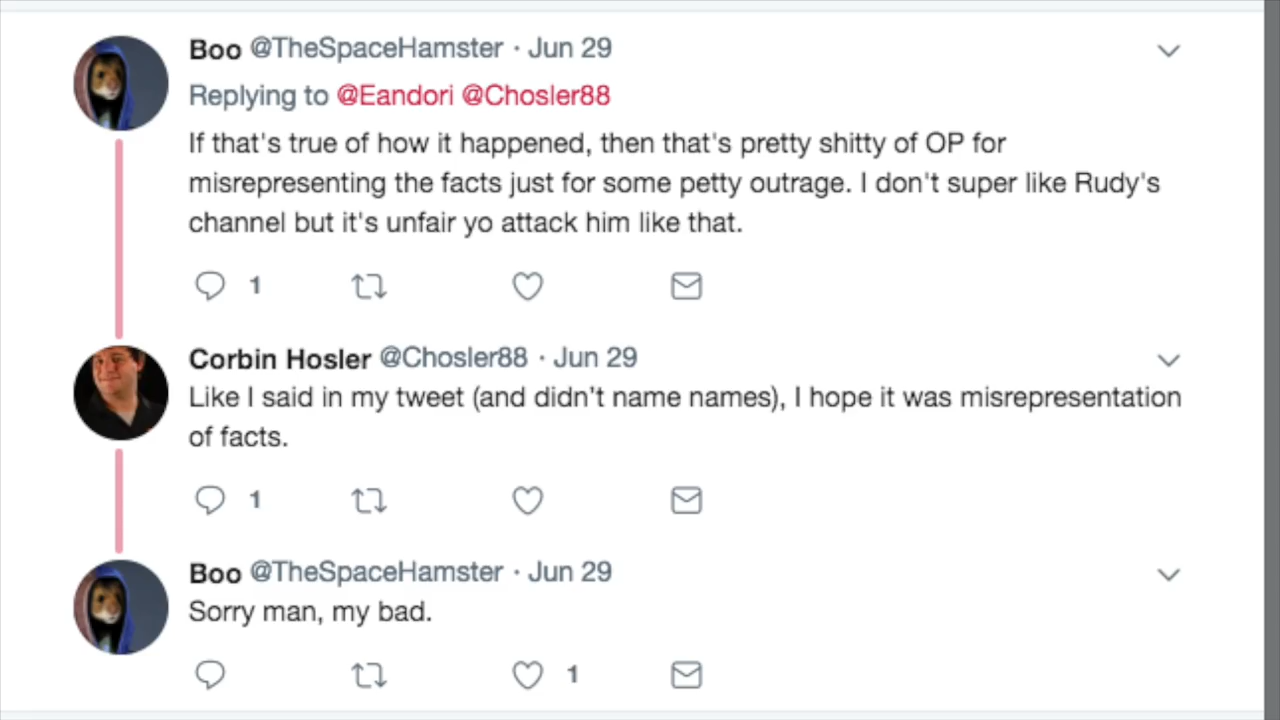 Boo @TheSpaceHamster · Jun 29
Replying to @Eandori @Chosler88
If that's true of how it happened, then that's pretty shitty of OP for
misrepresenting the facts just for some petty outrage. I don't super like Rudy's
channel but it's unfair yo attack him like that.
1
Corbin Hosler @Chosler88 · Jun 29
Like I said in my tweet (and didn’t name names), I hope it was misrepresentation
of facts.
1
Boo @TheSpaceHamster · Jun 29
Sorry man, my bad.
1